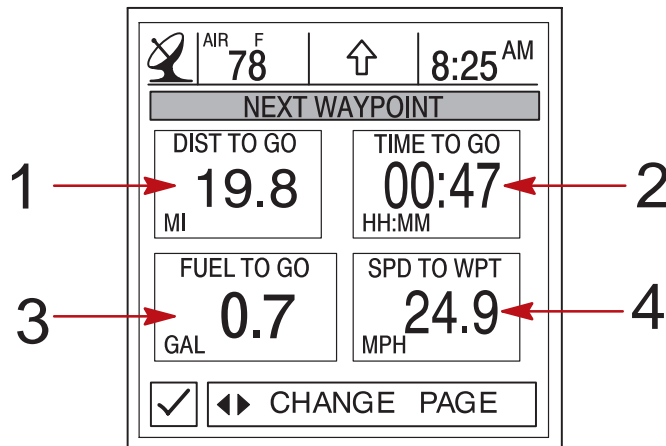 AIR F 78 8:25 AM
NEXT WAYPOINT
DIST TO GO TIME TO GO
1 19.8 00:47 2
MI HH:MM
FUEL TO GO SPD TO WPT
3 0.7 24.9 4
GAL MPH
CHANGE PAGE